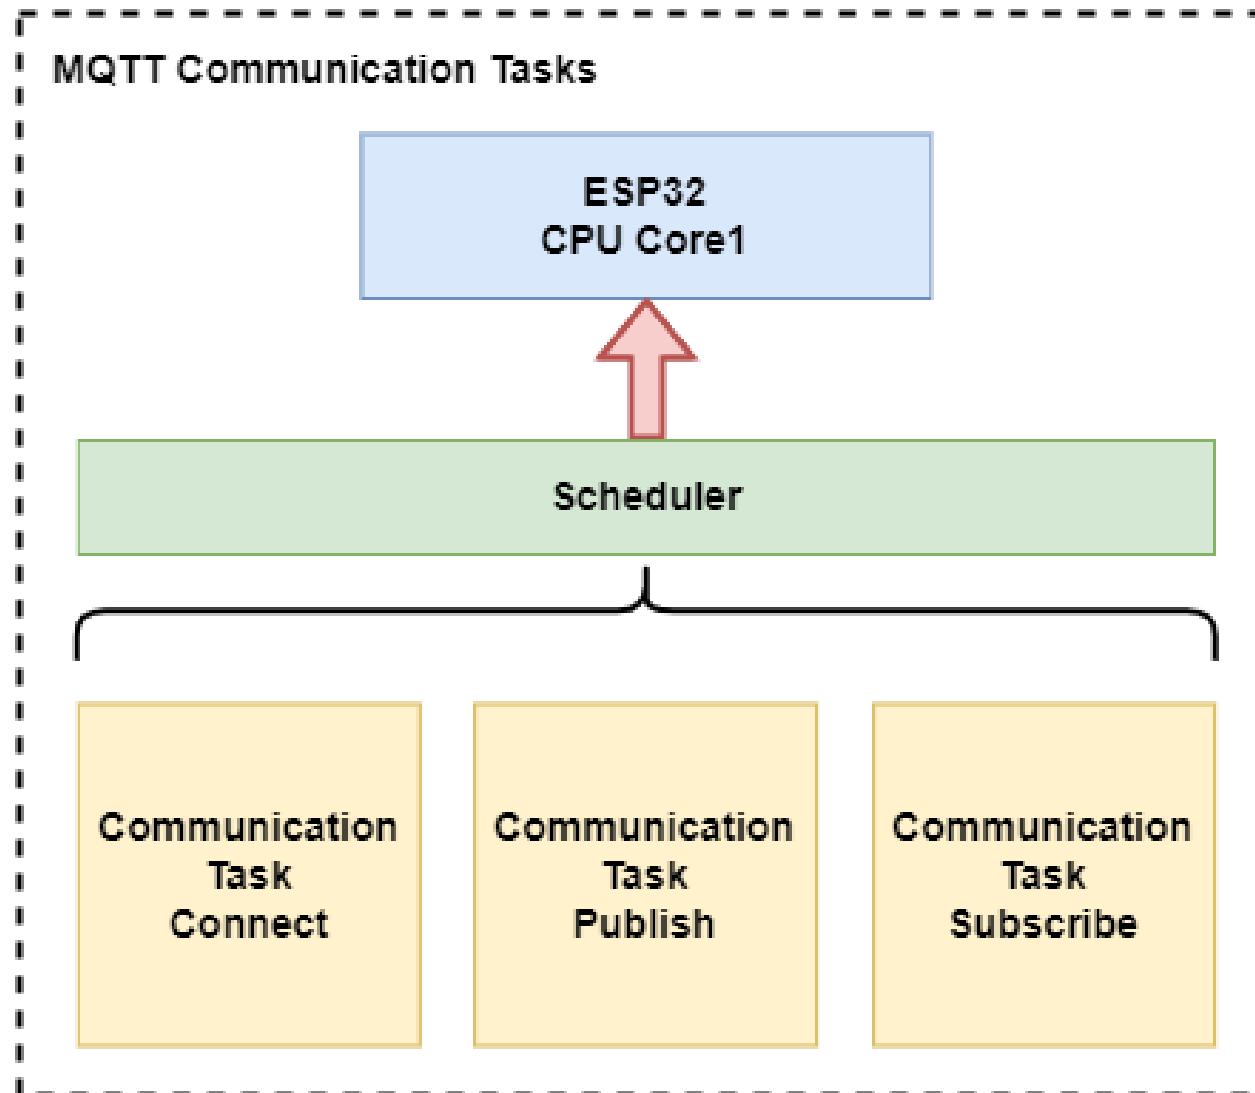 MQTT Communication Tasks
ESP32
CPU Core1
Scheduler
Communication
Task
Connect
Communication
Task
Publish
Communication
Task
Subscribe